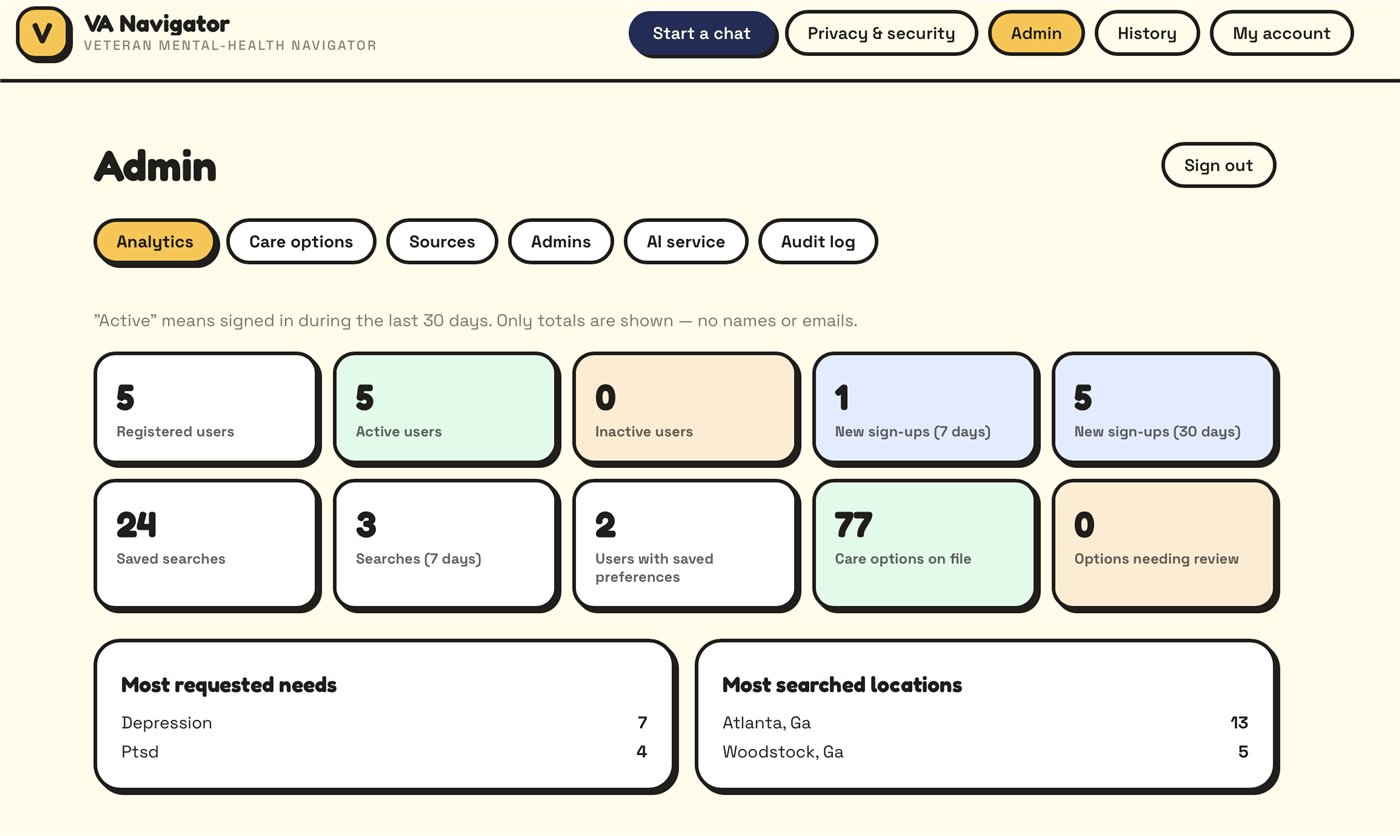 V
VA Navigator
VETERAN MENTAL-HEALTH NAVIGATOR
Start a chat
Privacy & security
Admin
History
My account
Admin
Sign out
Analytics
Care options
Sources
Admins
AI service
Audit log
"Active" means signed in during the last 30 days. Only totals are shown — no names or emails.
5
Registered users
5
Active users
0
Inactive users
1
New sign-ups (7 days)
5
New sign-ups (30 days)
24
Saved searches
3
Searches (7 days)
2
Users with saved
preferences
77
Care options on file
0
Options needing review
Most requested needs
Depression 7
Ptsd 4
Most searched locations
Atlanta, Ga 13
Woodstock, Ga 5